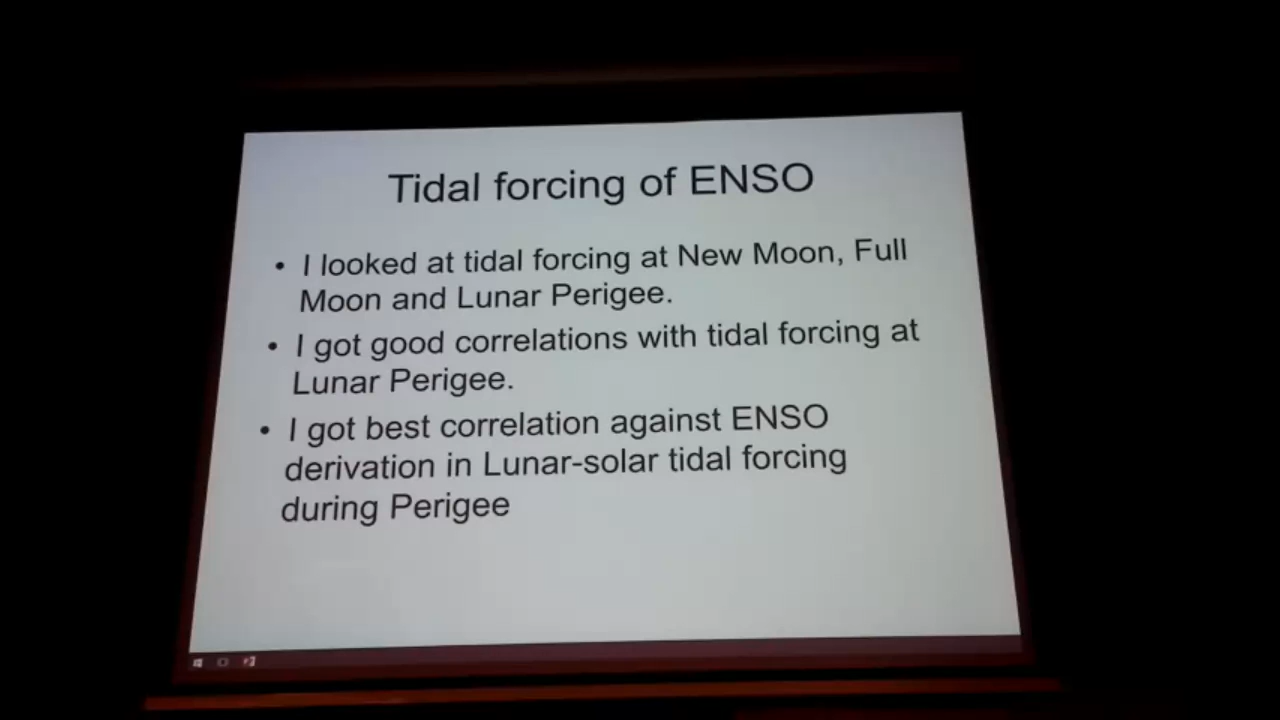 Tidal forcing of ENSO
• I looked at tidal forcing at New Moon, Full
Moon and Lunar Perigee.
• I got good correlations with tidal forcing at
Lunar Perigee.
• I got best correlation against ENSO
derivation in Lunar-solar tidal forcing
during Perigee